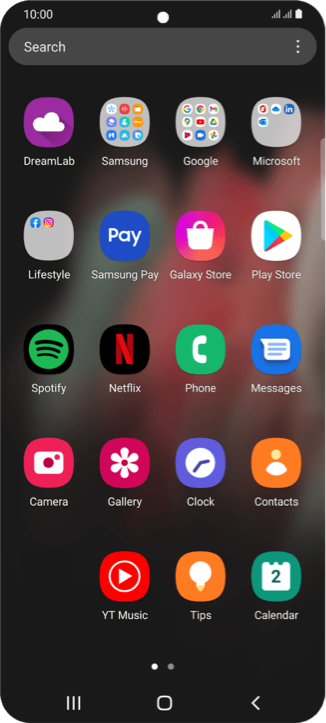 10:00
Search
DreamLab
Samsung
Google
Microsoft
Lifestyle
Pay
Samsung Pay
Galaxy Store
Play Store
Spotify
N
Netflix
Phone
Messages
Camera
Gallery
Clock
Contacts
YT Music
Tips
2
Calendar